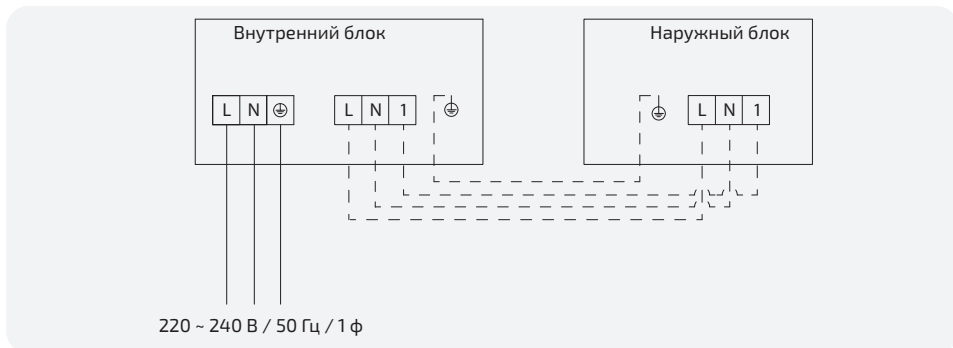 Внутренний блок
Наружный блок
L N L N 1
L N 1
220 ~ 240 В / 50 Гц / 1 ф